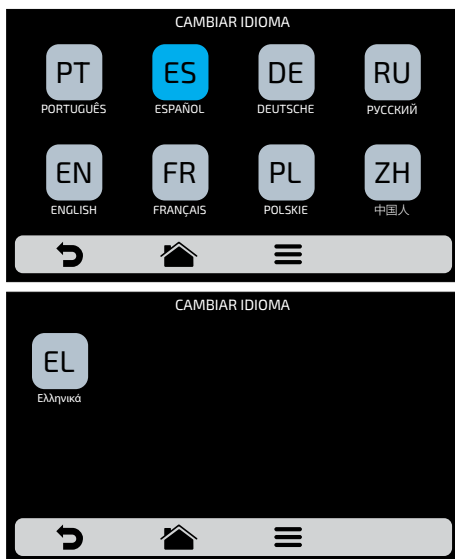 CAMBIAR IDIOMA
PT ES DE RU
PORTUGUÊS ESPAÑOL DEUTSCHE РУССКИЙ
EN FR PL ZH
ENGLISH FRANÇAIS POLSKIE 中国人
CAMBIAR IDIOMA
EL
Ελληνικά